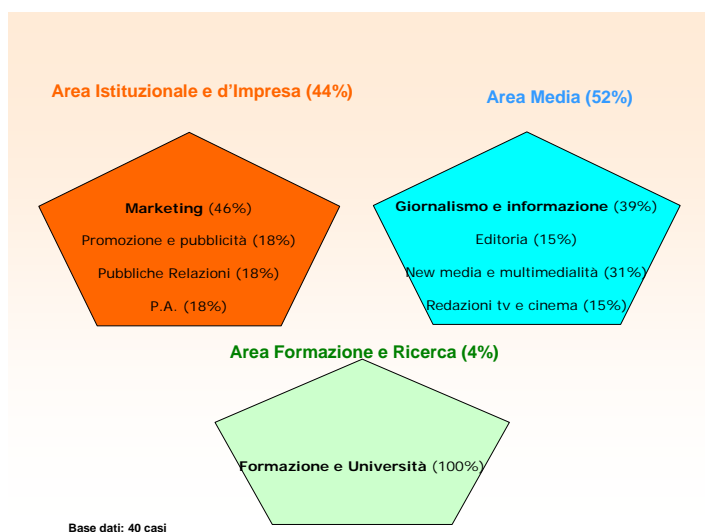 Area Istituzionale e d'Impresa (44%)
Area Media (52%)
Marketing (46%)
Promozione e pubblicità (18%)
Pubbliche Relazioni (18%)
P.A. (18%)
Giornalismo e informazione (39%)
Editoria (15%)
New media e multimedialità (31%)
Redazioni tv e cinema (15%)
Area Formazione e Ricerca (4%)
Formazione e Università (100%)
Base dati: 40 casi